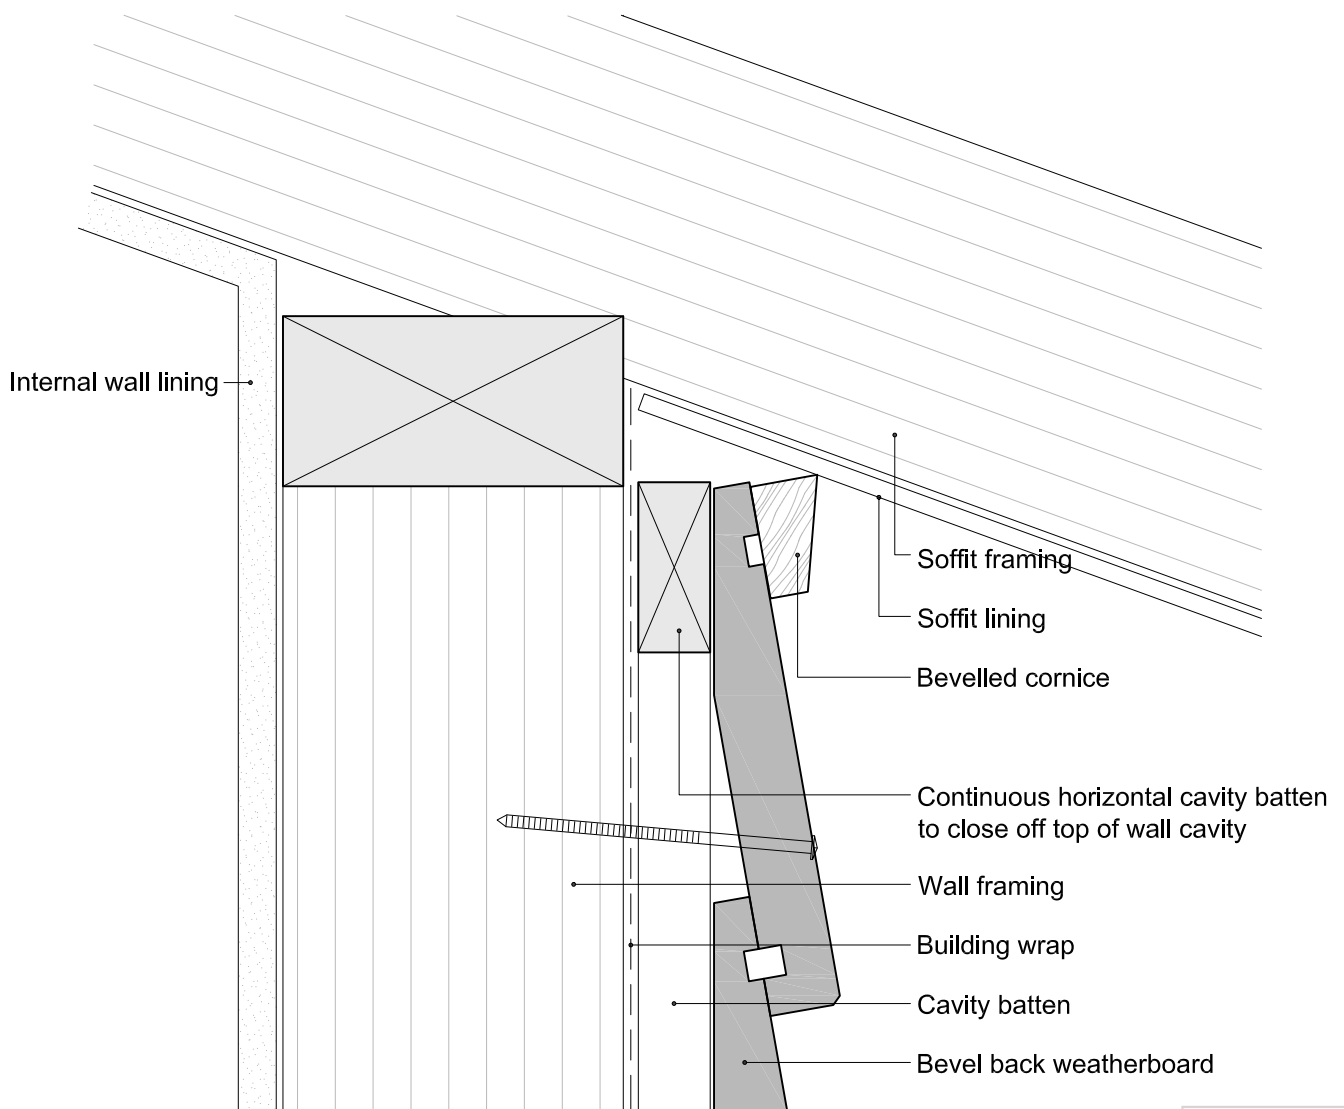 Internal wall lining
Soffit framing
Soffit lining
Bevelled cornice
Continuous horizontal cavity batten
to close off top of wall cavity
Wall framing
Building wrap
Cavity batten
Bevel back weatherboard